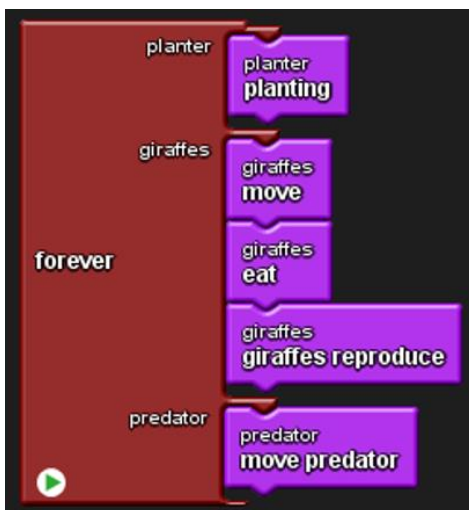 planter
planter
planting
giraffes
giraffes
move
forever
giraffes
eat
giraffes
giraffes reproduce
predator
predator
move predator